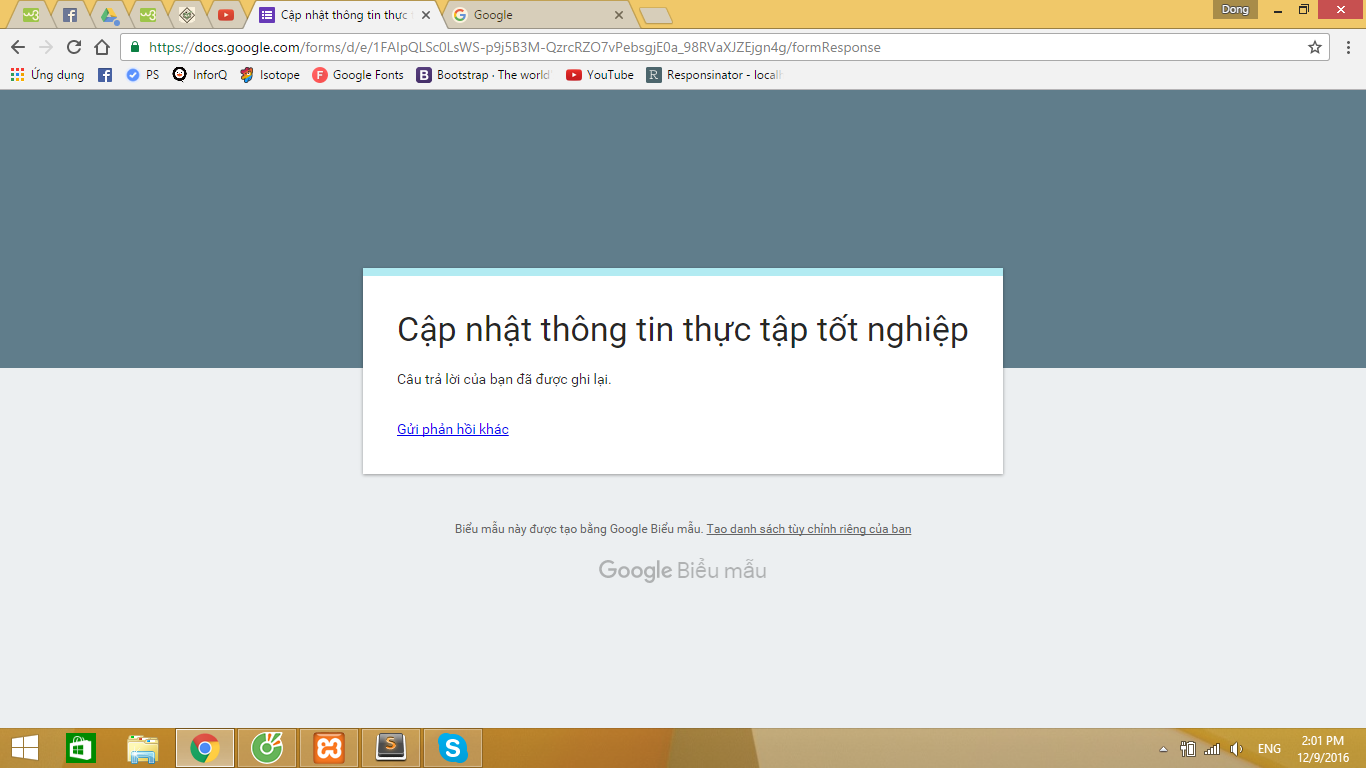 Dong
Cập nhật thông tin thực t
Google
https://docs.google.com/forms/d/e/1FAIpQLSc0LsWS-p9j5B3M-QzrcRZO7vPebsgjE0a_98RVaXJZEjgn4g/formResponse
Ứng dụng PS InforQ Isotope Google Fonts Bootstrap · The world YouTube Responsinator - local
Cập nhật thông tin thực tập tốt nghiệp
Câu trả lời của bạn đã được ghi lại.
Gửi phản hồi khác
Biểu mẫu này được tạo bằng Google Biểu mẫu. Tạo danh sách tùy chỉnh riêng của bạn
Google Biểu mẫu
ENG
2:01 PM
12/9/2016